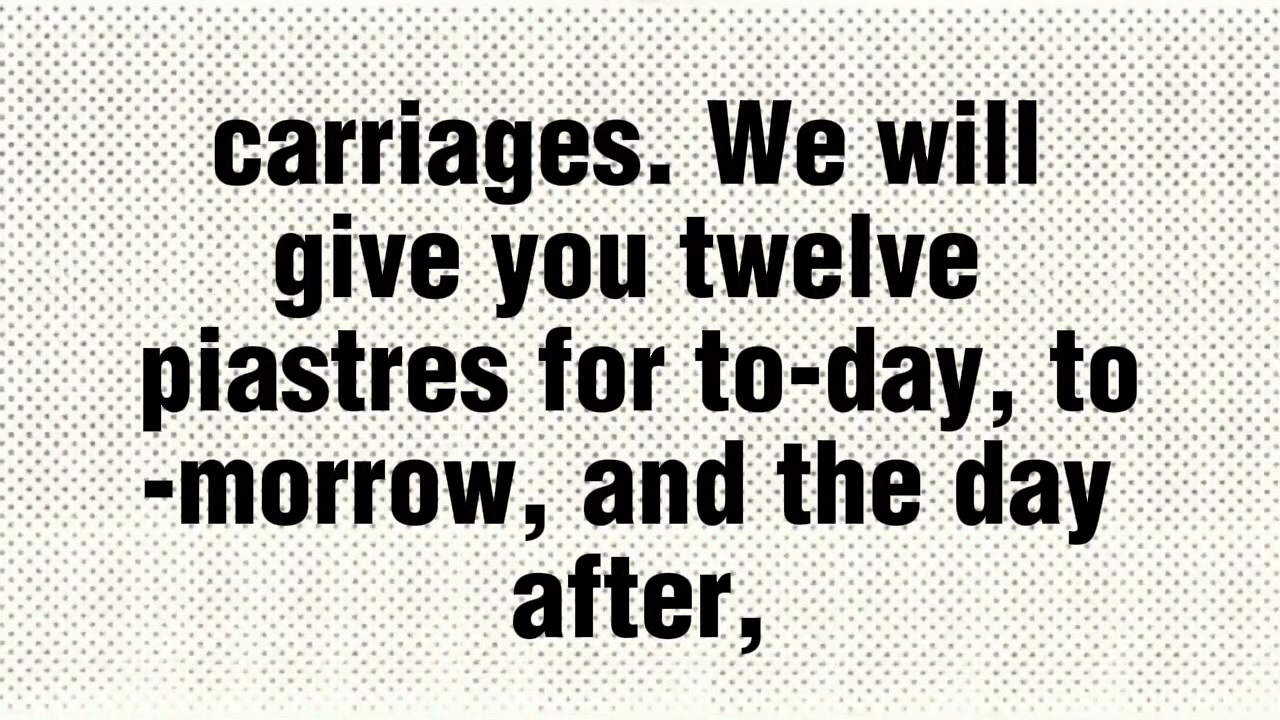 carriages. We will
give you twelve
piastres for to-day, to
-morrow, and the day
after,